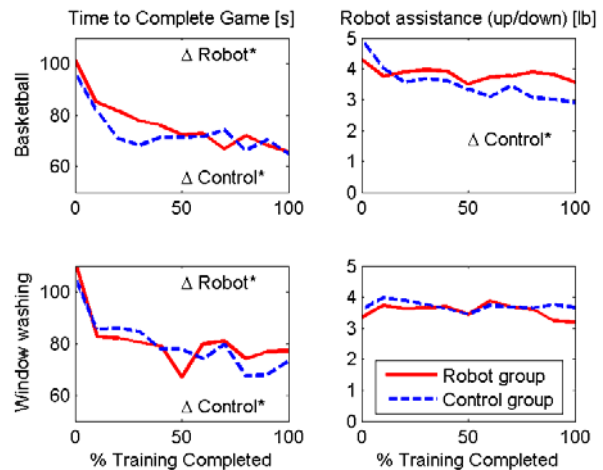 Time to Complete Game [s]
Robot assistance (up/down) [lb]
Basketball
100
80
60
Δ Robot*
Δ Control*
0
50
100
5
4
3
2
1
0
Δ Control*
0
50
100
Window washing
100
80
60
Δ Robot*
Δ Control*
0
50
100
% Training Completed
5
4
3
2
1
0
Robot group
Control group
0
50
100
% Training Completed